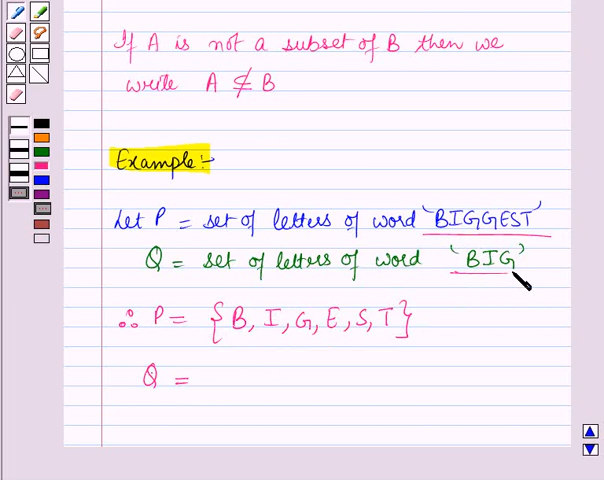 If A is not a subset of B then we
write A ⊄ B
Example:-
Let P = set of letters of word 'BIGGEST'
Q = set of letters of word 'BIG'
∴ P = {B, I, G, E, S, T}
Q =